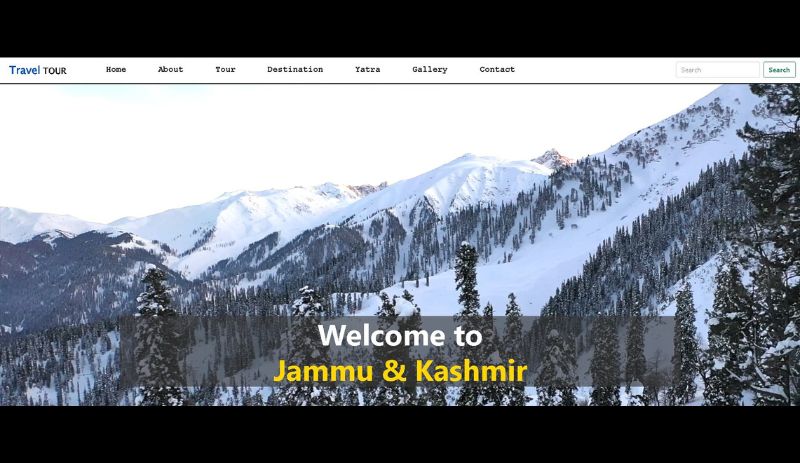 Travel TOUR Home About Tour Destination Yatra Gallery Contact Search Search
Welcome to
Jammu & Kashmir